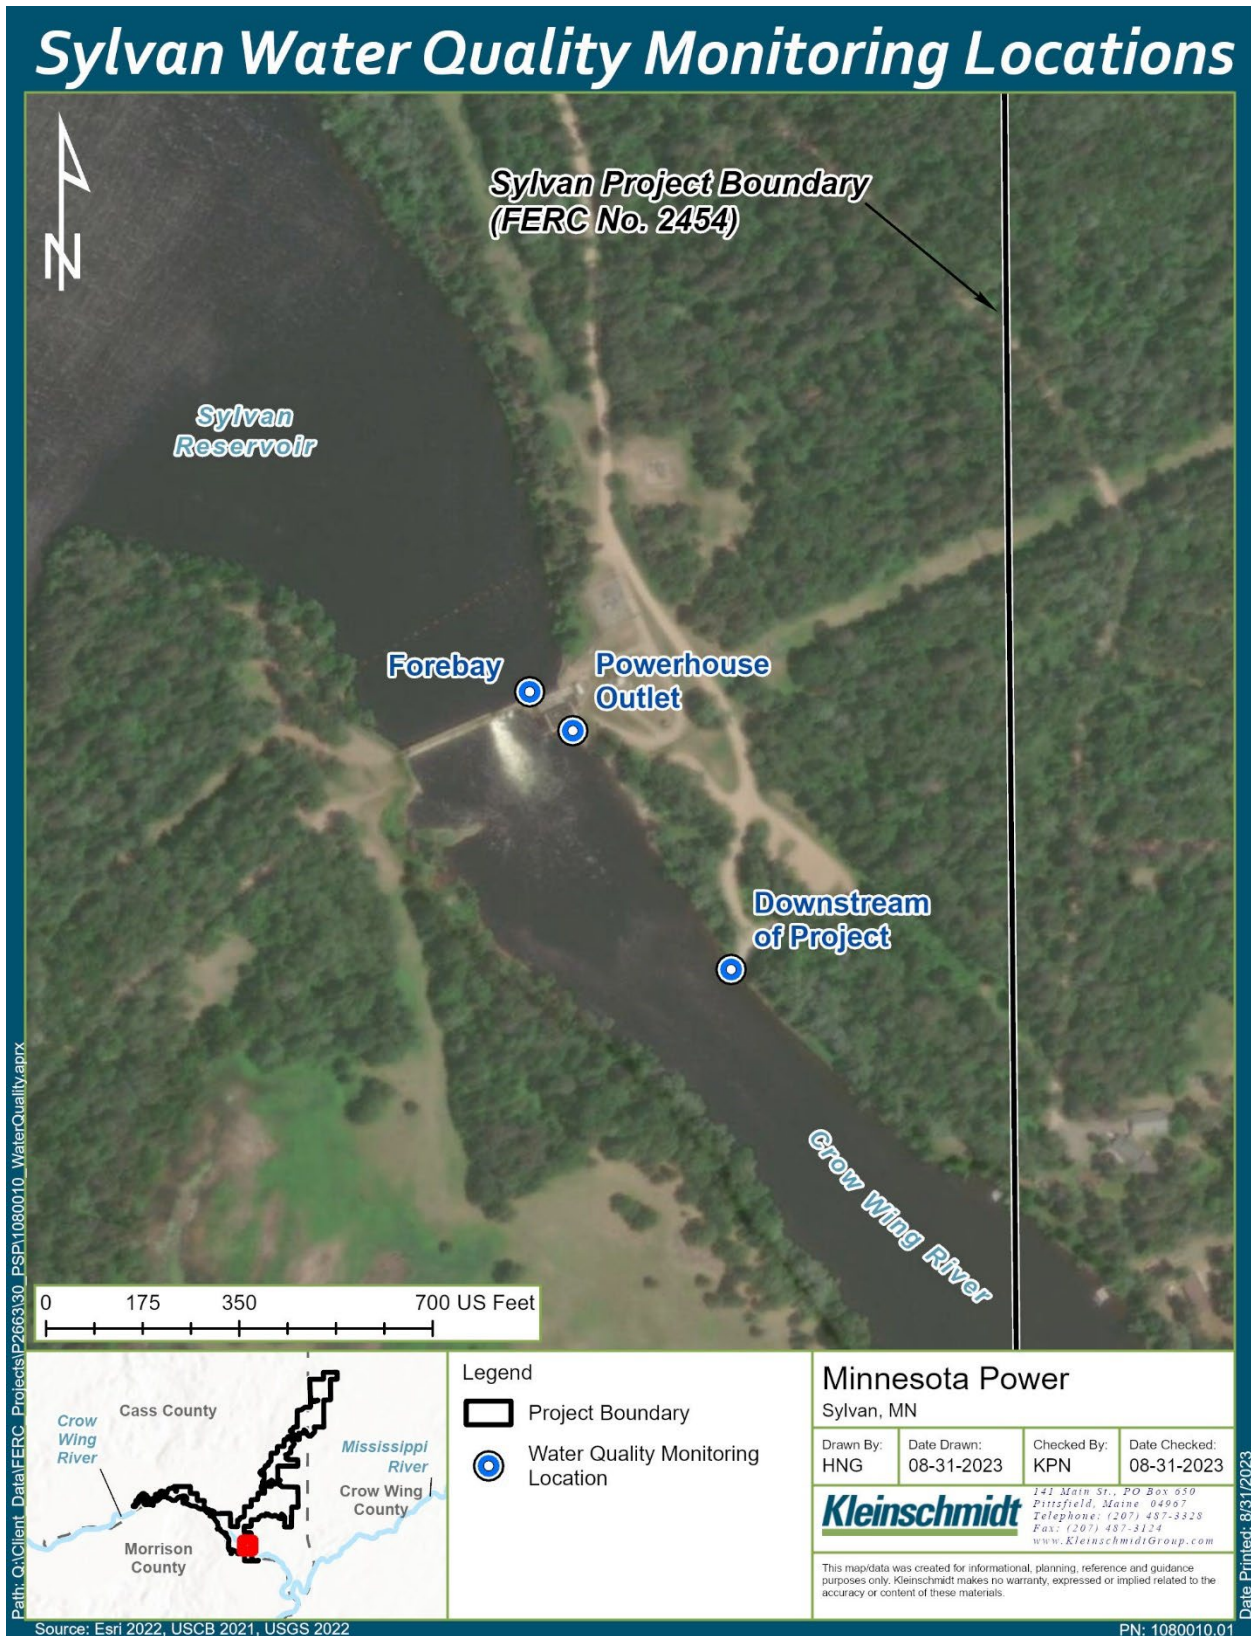 Sylvan Water Quality Monitoring Locations
N
Sylvan Project Boundary
(FERC No. 2454)
Sylvan
Reservoir
Forebay
Powerhouse
Outlet
Downstream
of Project
Crow Wing River
0 175 350 700 US Feet
Cass County
Crow
Wing
River
Mississippi
River
Crow Wing
County
Morrison
County
Legend
Project Boundary
Water Quality Monitoring
Location
Minnesota Power
Sylvan, MN
Drawn By: Date Drawn: Checked By: Date Checked:
HNG 08-31-2023 KPN 08-31-2023
Kleinschmidt
141 Main St., PO Box 650
Pittsfield, Maine 04967
Telephone: (207) 487-3328
Fax: (207) 487-3124
www.KleinschmidtGroup.com
This map/data was created for informational, planning, reference and guidance
purposes only. Kleinschmidt makes no warranty, expressed or implied related to the
accuracy or content of these materials.
Path: Q:\Client_Data\FERC_Projects\P2663\30_PSP\1080010_WaterQuality.aprx
Date Printed: 8/31/2023
Source: Esri 2022, USCB 2021, USGS 2022
PN: 1080010.01